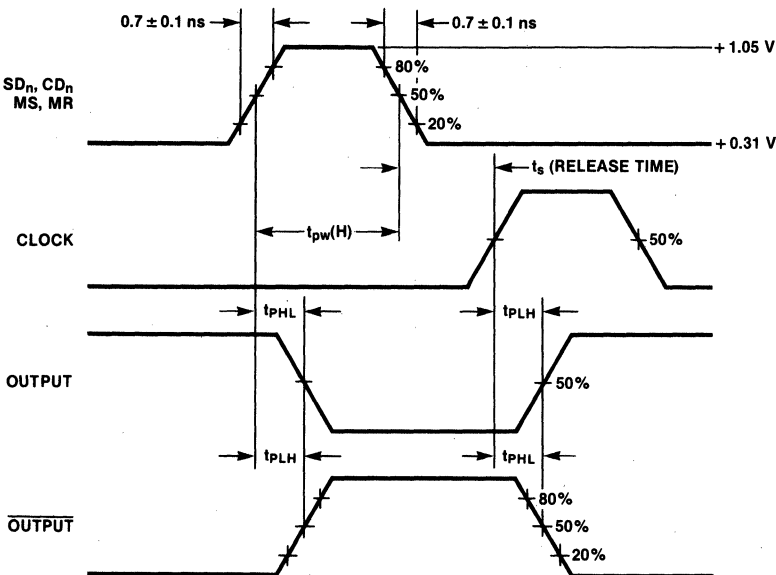 0.7 ± 0.1 ns
0.7 ± 0.1 ns
+ 1.05 V
SDn, CDn
MS, MR
80%
50%
20%
+ 0.31 V
ts (RELEASE TIME)
CLOCK
tpw(H)
50%
tPHL
tPLH
OUTPUT
50%
tPLH
tPHL
OUTPUT
80%
50%
20%